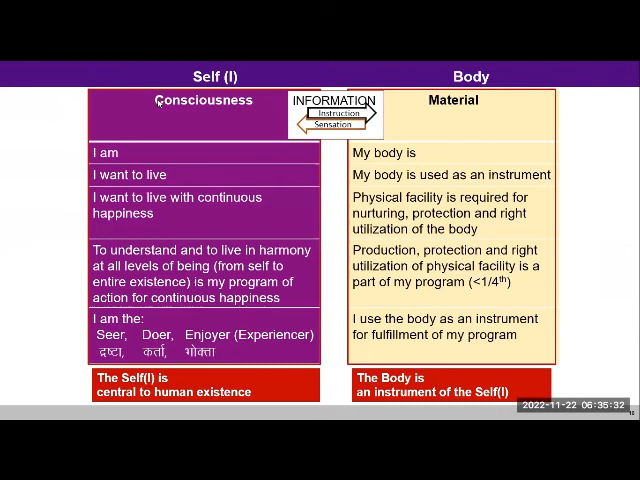 Self (I)
Body
Consciousness
INFORMATION
Instruction
Sensation
Material
I am
My body is
I want to live
My body is used as an instrument
I want to live with continuous
happiness
Physical facility is required for
nurturing, protection and right
utilization of the body
To understand and to live in harmony
at all levels of being (from self to
entire existence) is my program of
action for continuous happiness
Production, protection and right
utilization of physical facility is a
part of my program (<1/4th)
I am the:
Seer, Doer, Enjoyer (Experiencer)
द्रष्टा, कर्ता, भोक्ता
I use the body as an instrument
for fulfillment of my program
The Self(I) is
central to human existence
The Body is
an instrument of the Self(I)
2022-11-22 06:35:32